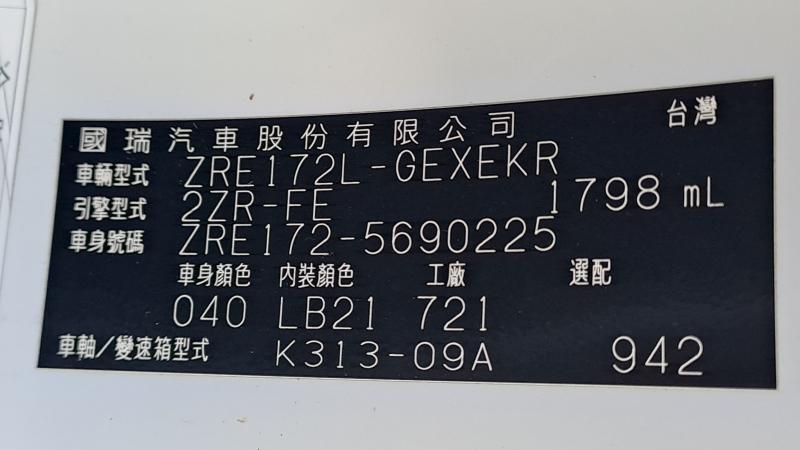 國瑞汽車股份有限公司 台灣
車輛型式 ZRE172L-GEXEKR
引擎型式 2ZR-FE 1798 mL
車身號碼 ZRE172-5690225
車身顏色 內裝顏色 工廠 選配
040 LB21 721
車軸/變速箱型式 K313-09A 942